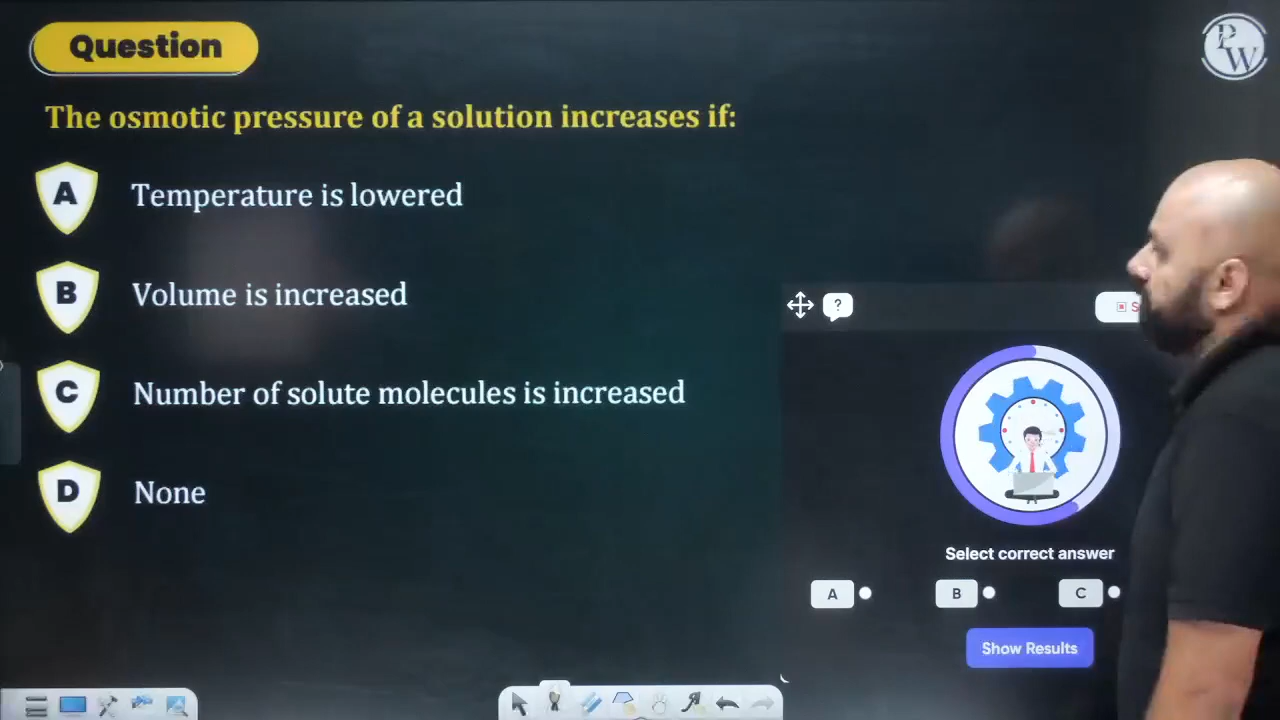 Question
PW
The osmotic pressure of a solution increases if:
A Temperature is lowered
B Volume is increased
C Number of solute molecules is increased
D None
?
Select correct answer
A B C
Show Results